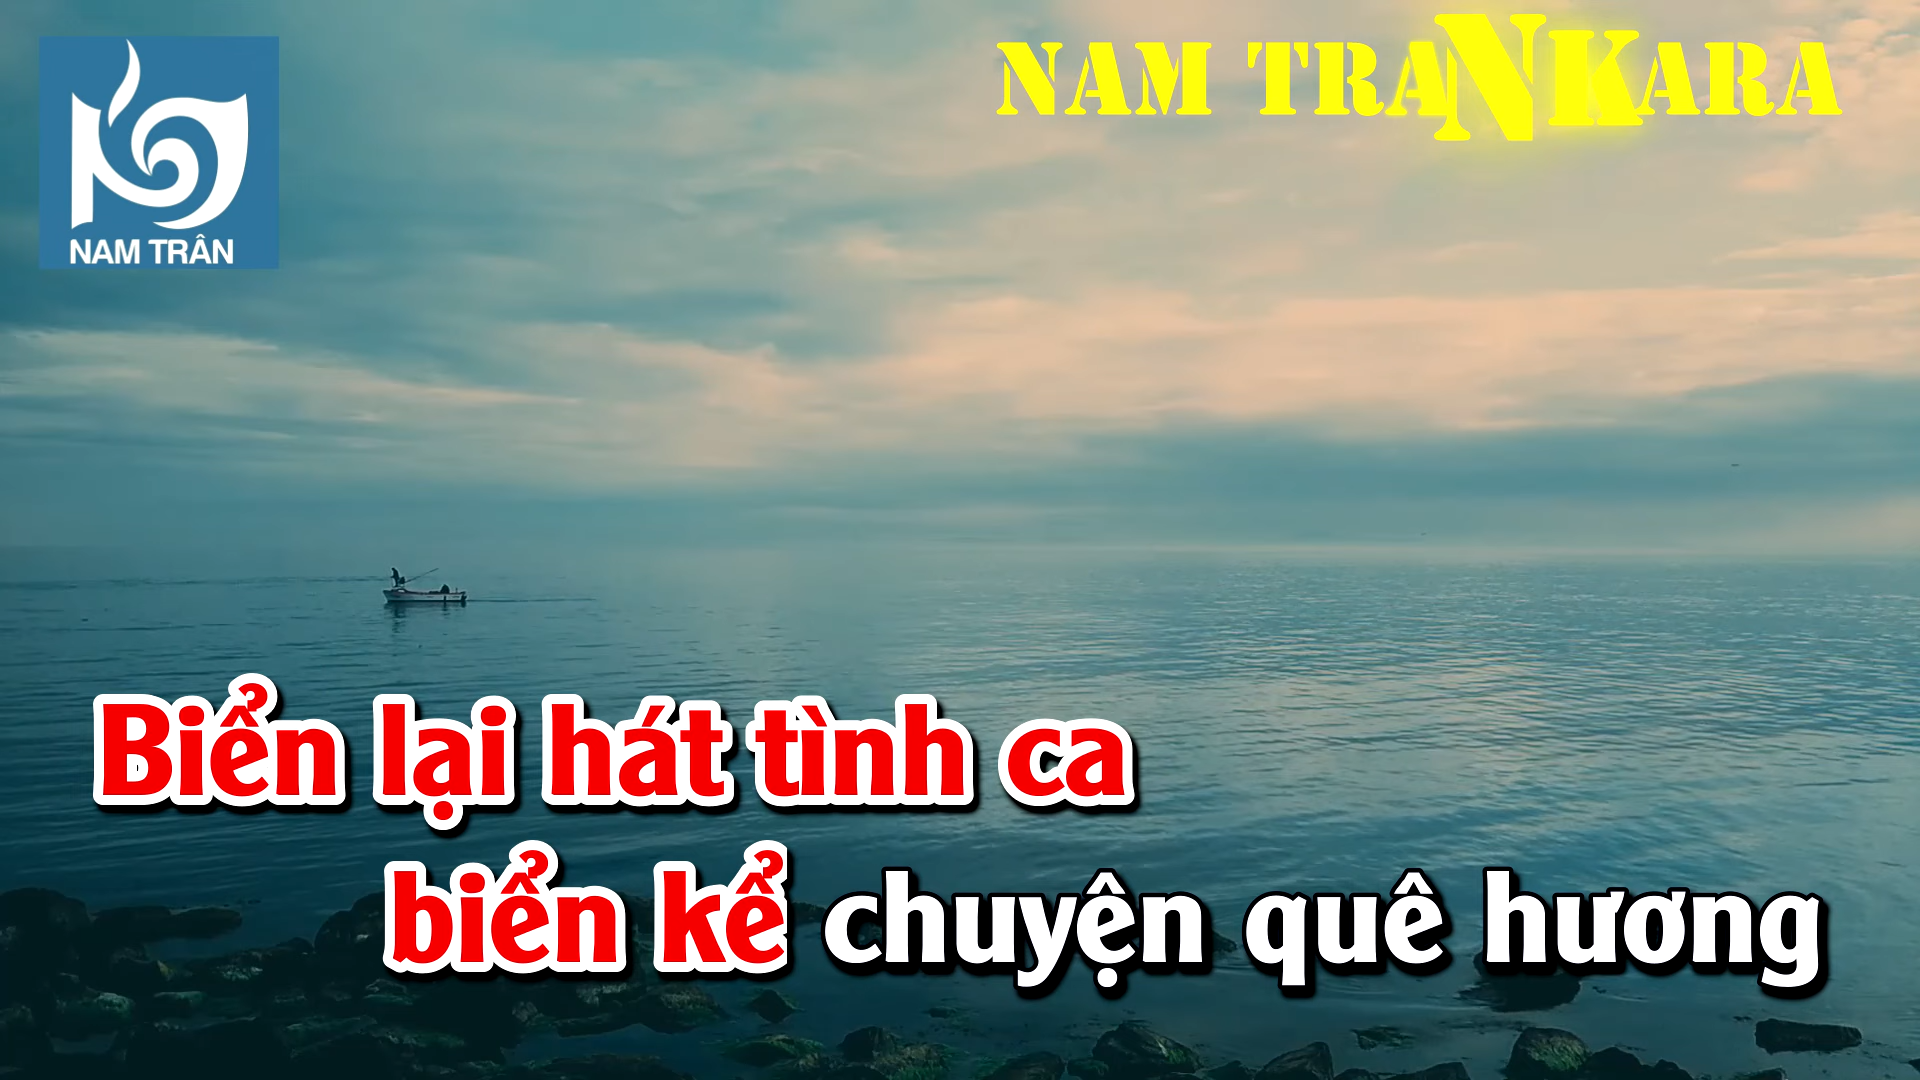 NAM TRANKARA
NAM TRÂN
Biển lại hát tình ca
biển kể chuyện quê hương